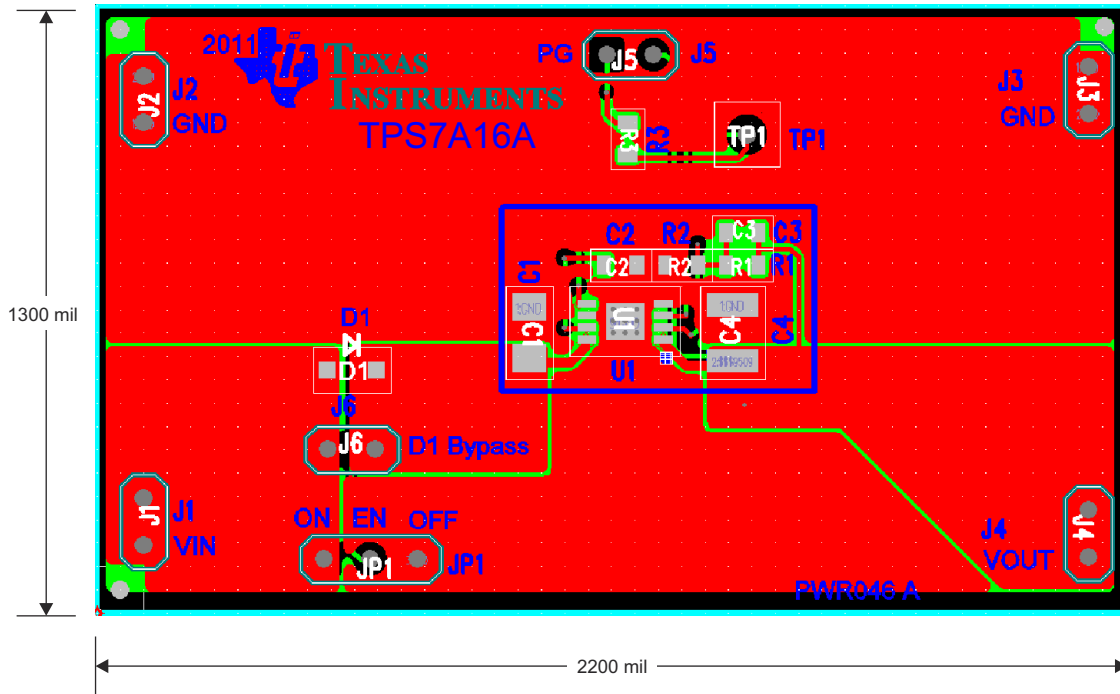 2011
TEXAS
INSTRUMENTS
TPS7A16A
PG
J5
J5
J2
J2
GND
J3
J3
GND
R3
R3
TP1
TP1
C2
R2
C3
C3
C2
R2
R1
R1
C1
C1
U1
U1
1:GND
C4
C4
D1
D1
J6
J6
D1 Bypass
J1
J1
VIN
ON
EN
OFF
JP1
JP1
J4
J4
VOUT
PWR046 A
1300 mil
2200 mil